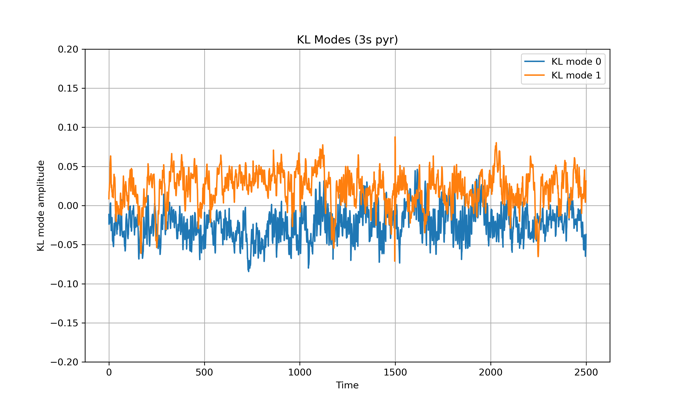 KL Modes (3s pyr)
KL mode 0
KL mode 1
KL mode amplitude
0.20
0.15
0.10
0.05
0.00
−0.05
−0.10
−0.15
−0.20
0 500 1000 1500 2000 2500
Time